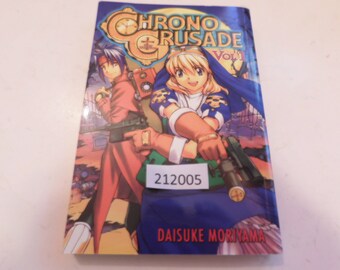 CHRONO
CRUSADE
Vol.1
212005
DAISUKE MORIYAMA